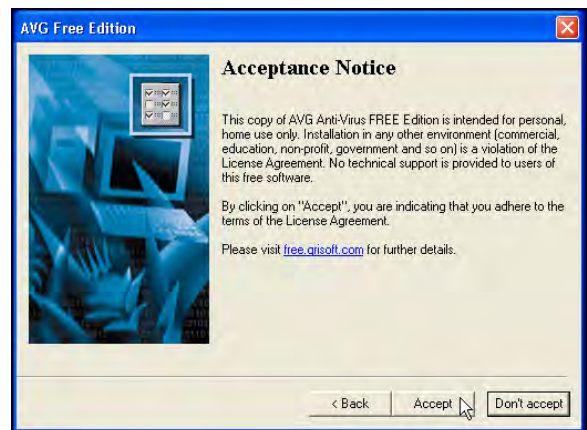 AVG Free Edition
Acceptance Notice
This copy of AVG Anti-Virus FREE Edition is intended for personal,
home use only. Installation in any other environment (commercial,
education, non-profit, government and so on) is a violation of the
License Agreement. No technical support is provided to users of
this free software.
By clicking on "Accept", you are indicating that you adhere to the
terms of the License Agreement.
Please visit free.grisoft.com for further details.
< Back Accept Don't accept